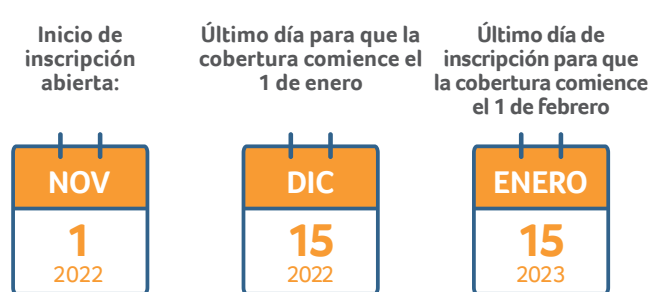 Inicio de
inscripción
abierta:
NOV
1
2022
Último día para que la
cobertura comience el
1 de enero
DIC
15
2022
Último día de
inscripción para que
la cobertura comience
el 1 de febrero
ENERO
15
2023